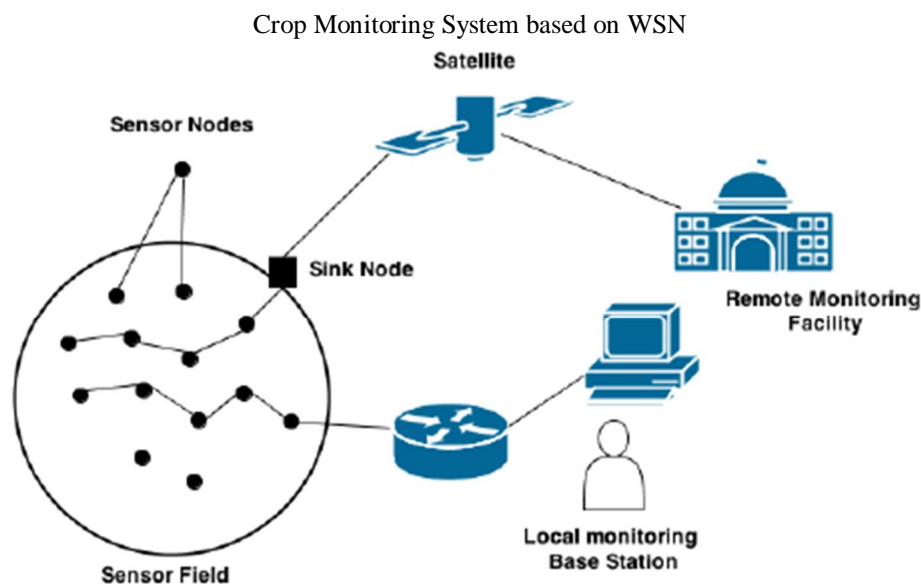 Crop Monitoring System based on WSN
Satellite
Sensor Nodes
Sink Node
Remote Monitoring
Facility
Local monitoring
Base Station
Sensor Field